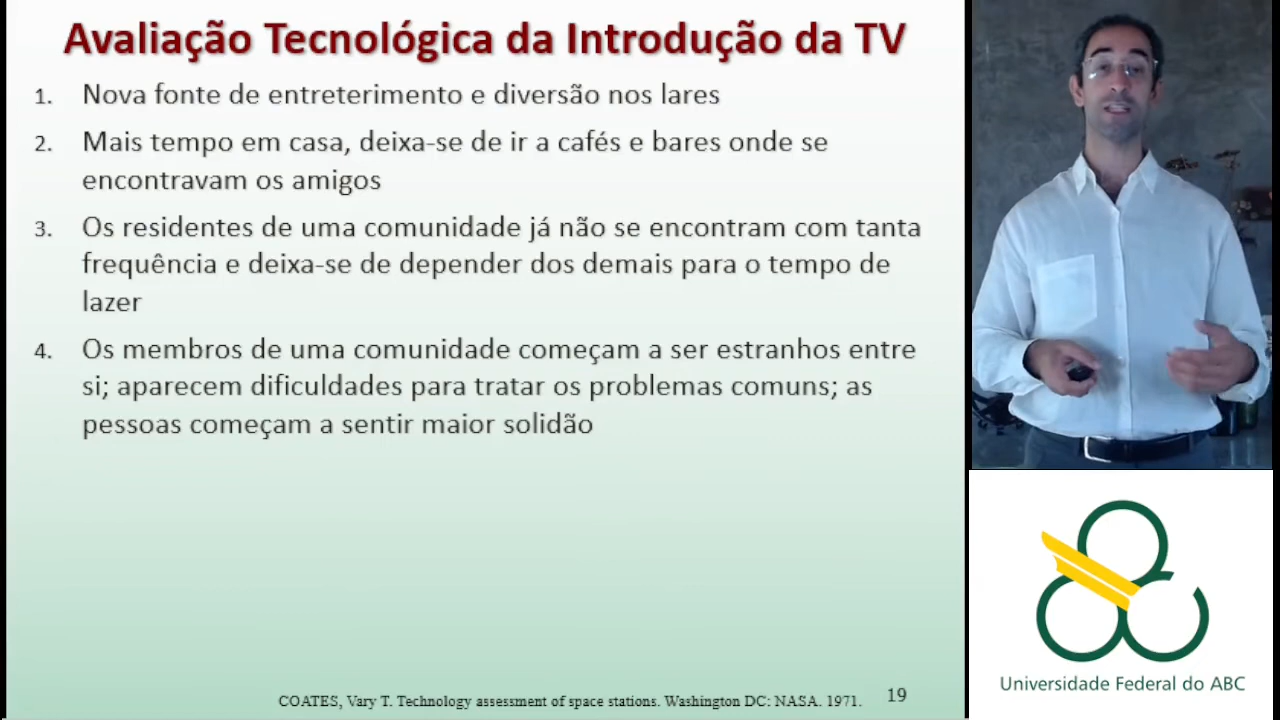 Avaliação Tecnológica da Introdução da TV
1. Nova fonte de entreterimento e diversão nos lares
2. Mais tempo em casa, deixa-se de ir a cafés e bares onde se
encontravam os amigos
3. Os residentes de uma comunidade já não se encontram com tanta
frequência e deixa-se de depender dos demais para o tempo de
lazer
4. Os membros de uma comunidade começam a ser estranhos entre
si; aparecem dificuldades para tratar os problemas comuns; as
pessoas começam a sentir maior solidão
COATES, Vary T. Technology assessment of space stations. Washington DC: NASA. 1971.
19
Universidade Federal do ABC